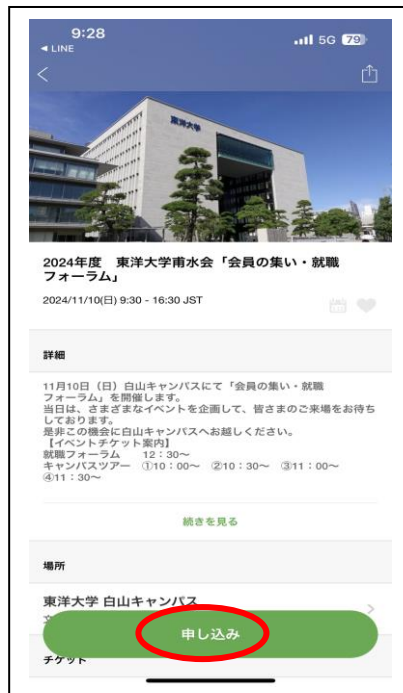 9:28
5G 79
◀ LINE
東洋大学
2024年度 東洋大学甫水会「会員の集い・就職
フォーラム」
2024/11/10(日) 9:30 - 16:30 JST
詳細
11月10日（日）白山キャンパスにて「会員の集い・就職
フォーラム」を開催します。
当日は、さまざまなイベントを企画して、皆さまのご来場をお待ち
しております。
是非この機会に白山キャンパスへお越しください。
【イベントチケット案内】
就職フォーラム 12：30〜
キャンパスツアー ①10：00〜 ②10：30〜 ③11：00〜
④11：30〜
続きを見る
場所
東洋大学 白山キャンパス
申し込み
チケット